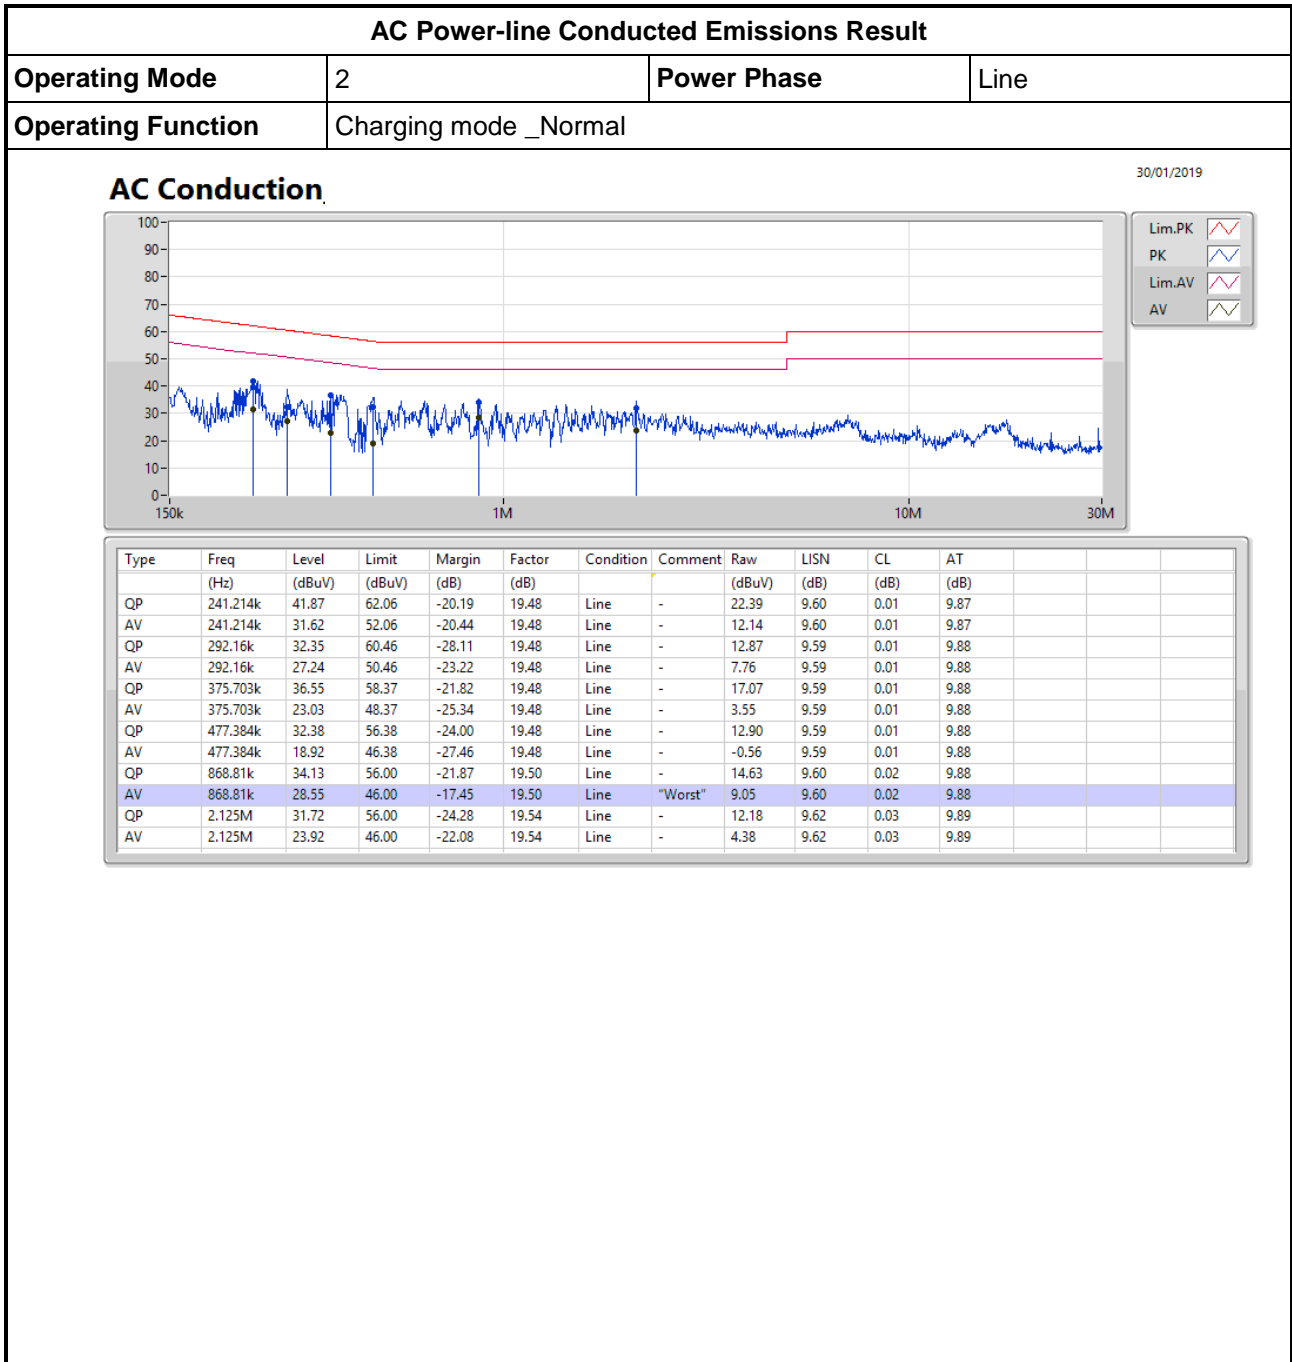 AC Power-line Conducted Emissions Result
Operating Mode 2 Power Phase Line
Operating Function Charging mode _Normal
30/01/2019
AC Conduction
100
90
80
70
60
50
40
30
20
10
0
150k 1M 10M 30M
Lim.PK
PK
Lim.AV
AV
Type Freq Level Limit Margin Factor Condition Comment Raw LISN CL AT
(Hz) (dBuV) (dBuV) (dB) (dB) (dBuV) (dB) (dB) (dB)
QP 241.214k 41.87 62.06 -20.19 19.48 Line - 22.39 9.60 0.01 9.87
AV 241.214k 31.62 52.06 -20.44 19.48 Line - 12.14 9.60 0.01 9.87
QP 292.16k 32.35 60.46 -28.11 19.48 Line - 12.87 9.59 0.01 9.88
AV 292.16k 27.24 50.46 -23.22 19.48 Line - 7.76 9.59 0.01 9.88
QP 375.703k 36.55 58.37 -21.82 19.48 Line - 17.07 9.59 0.01 9.88
AV 375.703k 23.03 48.37 -25.34 19.48 Line - 3.55 9.59 0.01 9.88
QP 477.384k 32.38 56.38 -24.00 19.48 Line - 12.90 9.59 0.01 9.88
AV 477.384k 18.92 46.38 -27.46 19.48 Line - -0.56 9.59 0.01 9.88
QP 868.81k 34.13 56.00 -21.87 19.50 Line - 14.63 9.60 0.02 9.88
AV 868.81k 28.55 46.00 -17.45 19.50 Line "Worst" 9.05 9.60 0.02 9.88
QP 2.125M 31.72 56.00 -24.28 19.54 Line - 12.18 9.62 0.03 9.89
AV 2.125M 23.92 46.00 -22.08 19.54 Line - 4.38 9.62 0.03 9.89